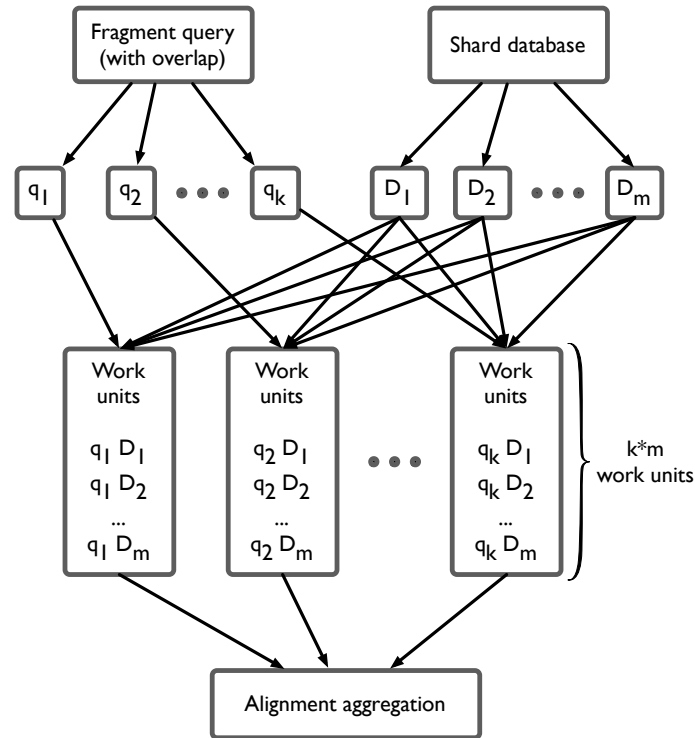 Fragment query
(with overlap)
Shard database
q1
q2
qk
D1
D2
Dm
Work
units
q1 D1
q1 D2
...
q1 Dm
Work
units
q2 D1
q2 D2
...
q2 Dm
Work
units
qk D1
qk D2
...
qk Dm
k*m
work units
Alignment aggregation